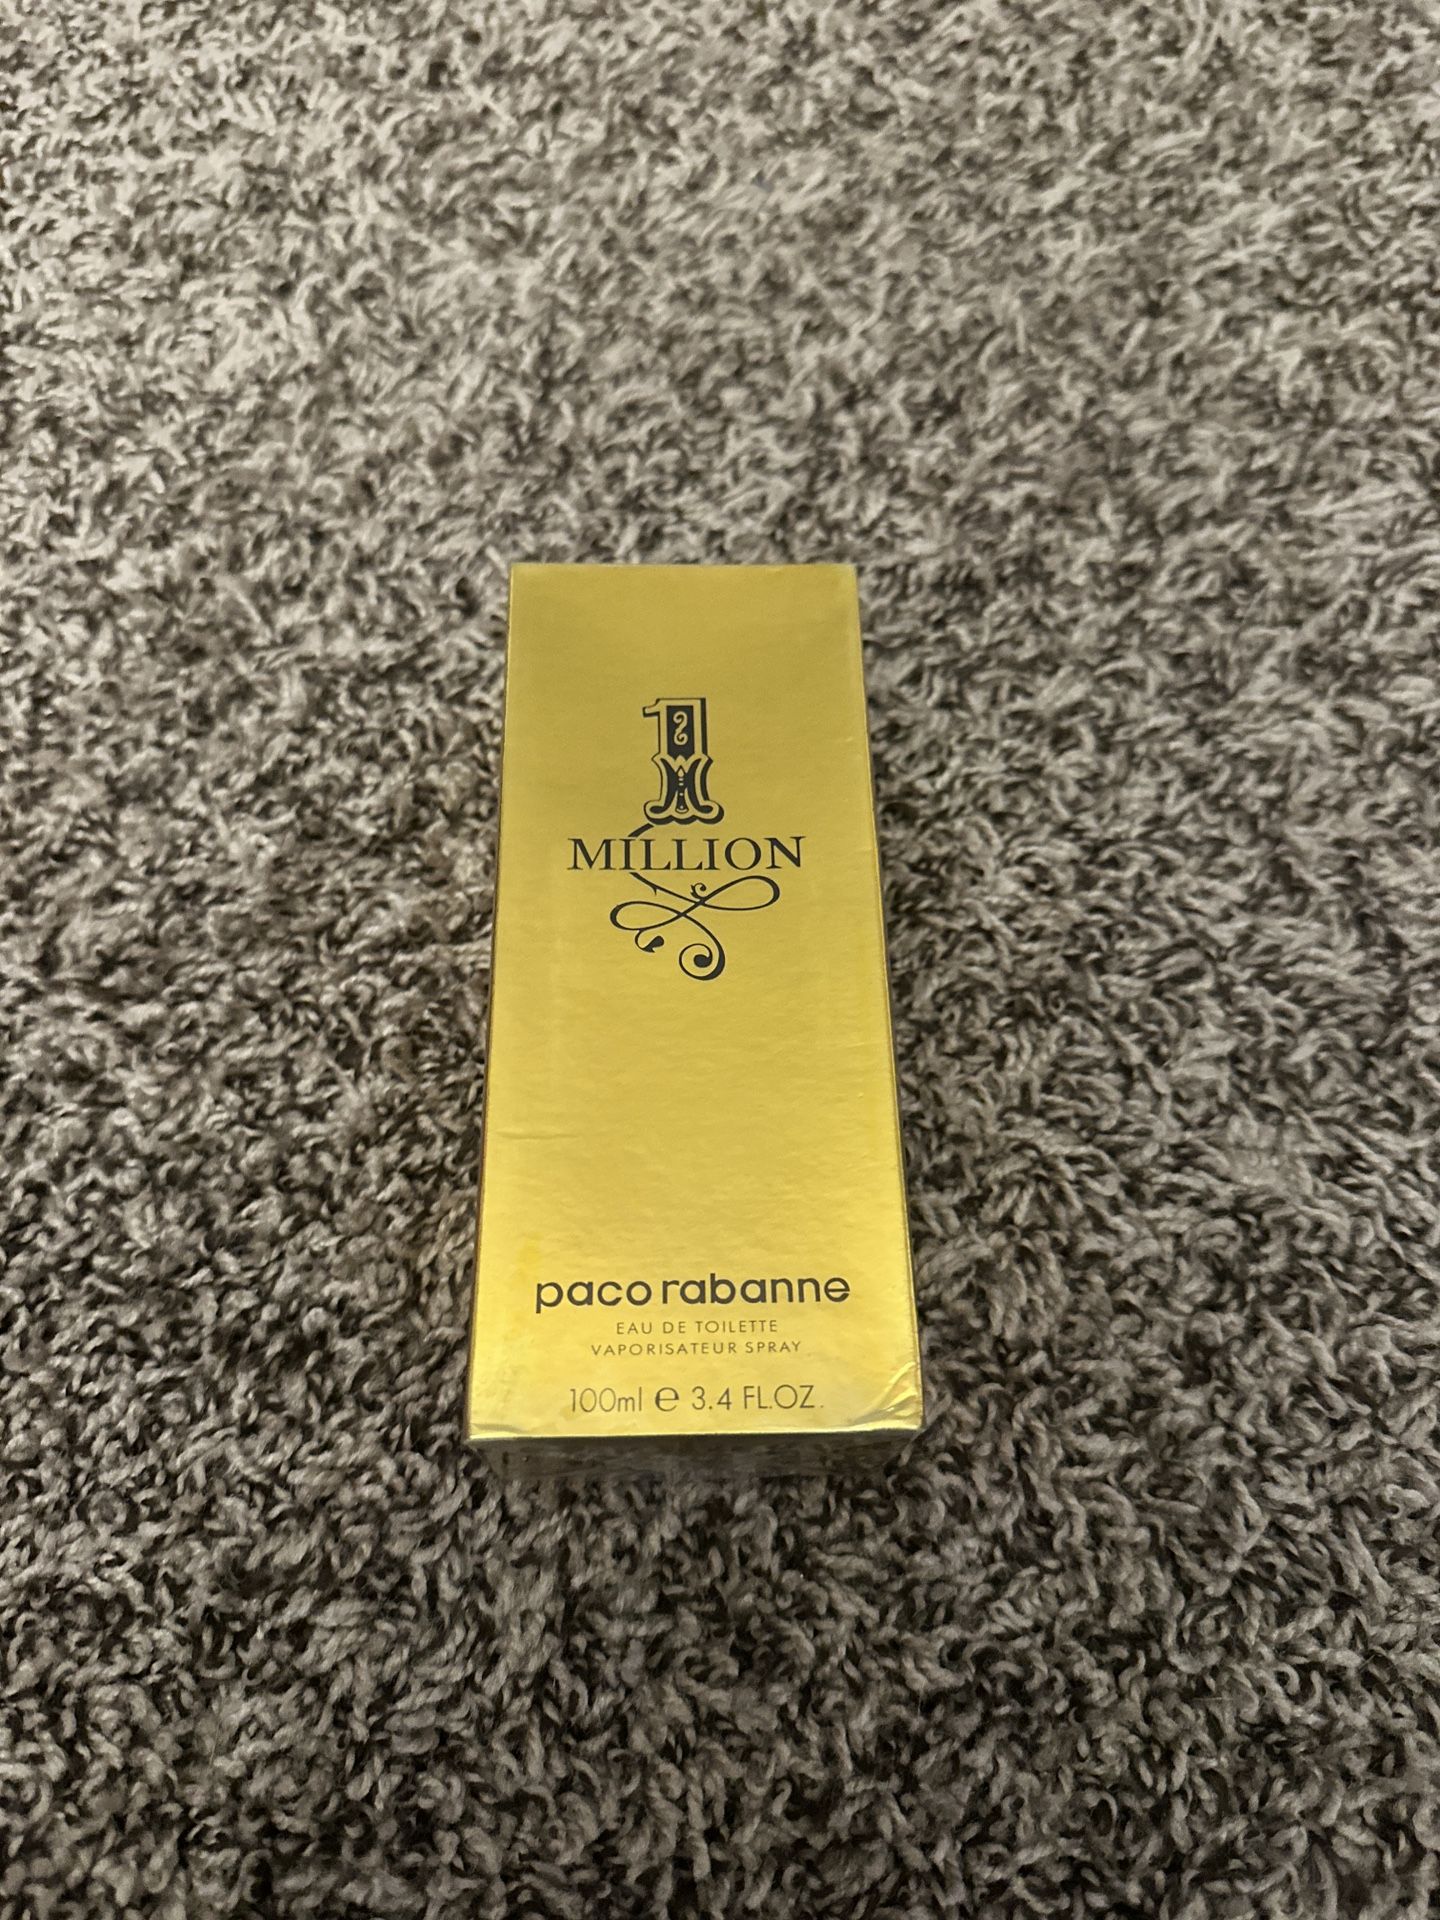 1
MILLION
paco rabanne
EAU DE TOILETTE
VAPORISATEUR SPRAY
100ml e 3.4 FL.OZ.